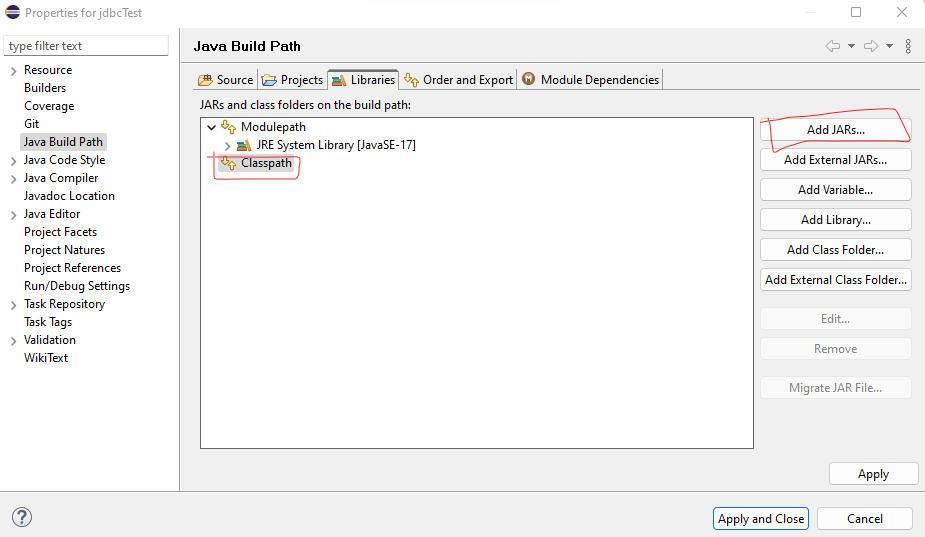 Properties for jdbcTest
type filter text
Resource
Builders
Coverage
Git
Java Build Path
Java Code Style
Java Compiler
Javadoc Location
Java Editor
Project Facets
Project Natures
Project References
Run/Debug Settings
Task Repository
Task Tags
Validation
WikiText
Java Build Path
Source
Projects
Libraries
Order and Export
Module Dependencies
JARs and class folders on the build path:
Modulepath
JRE System Library [JavaSE-17]
Classpath
Add JARs...
Add External JARs...
Add Variable...
Add Library...
Add Class Folder...
Add External Class Folder...
Edit...
Remove
Migrate JAR File...
Apply
Apply and Close
Cancel